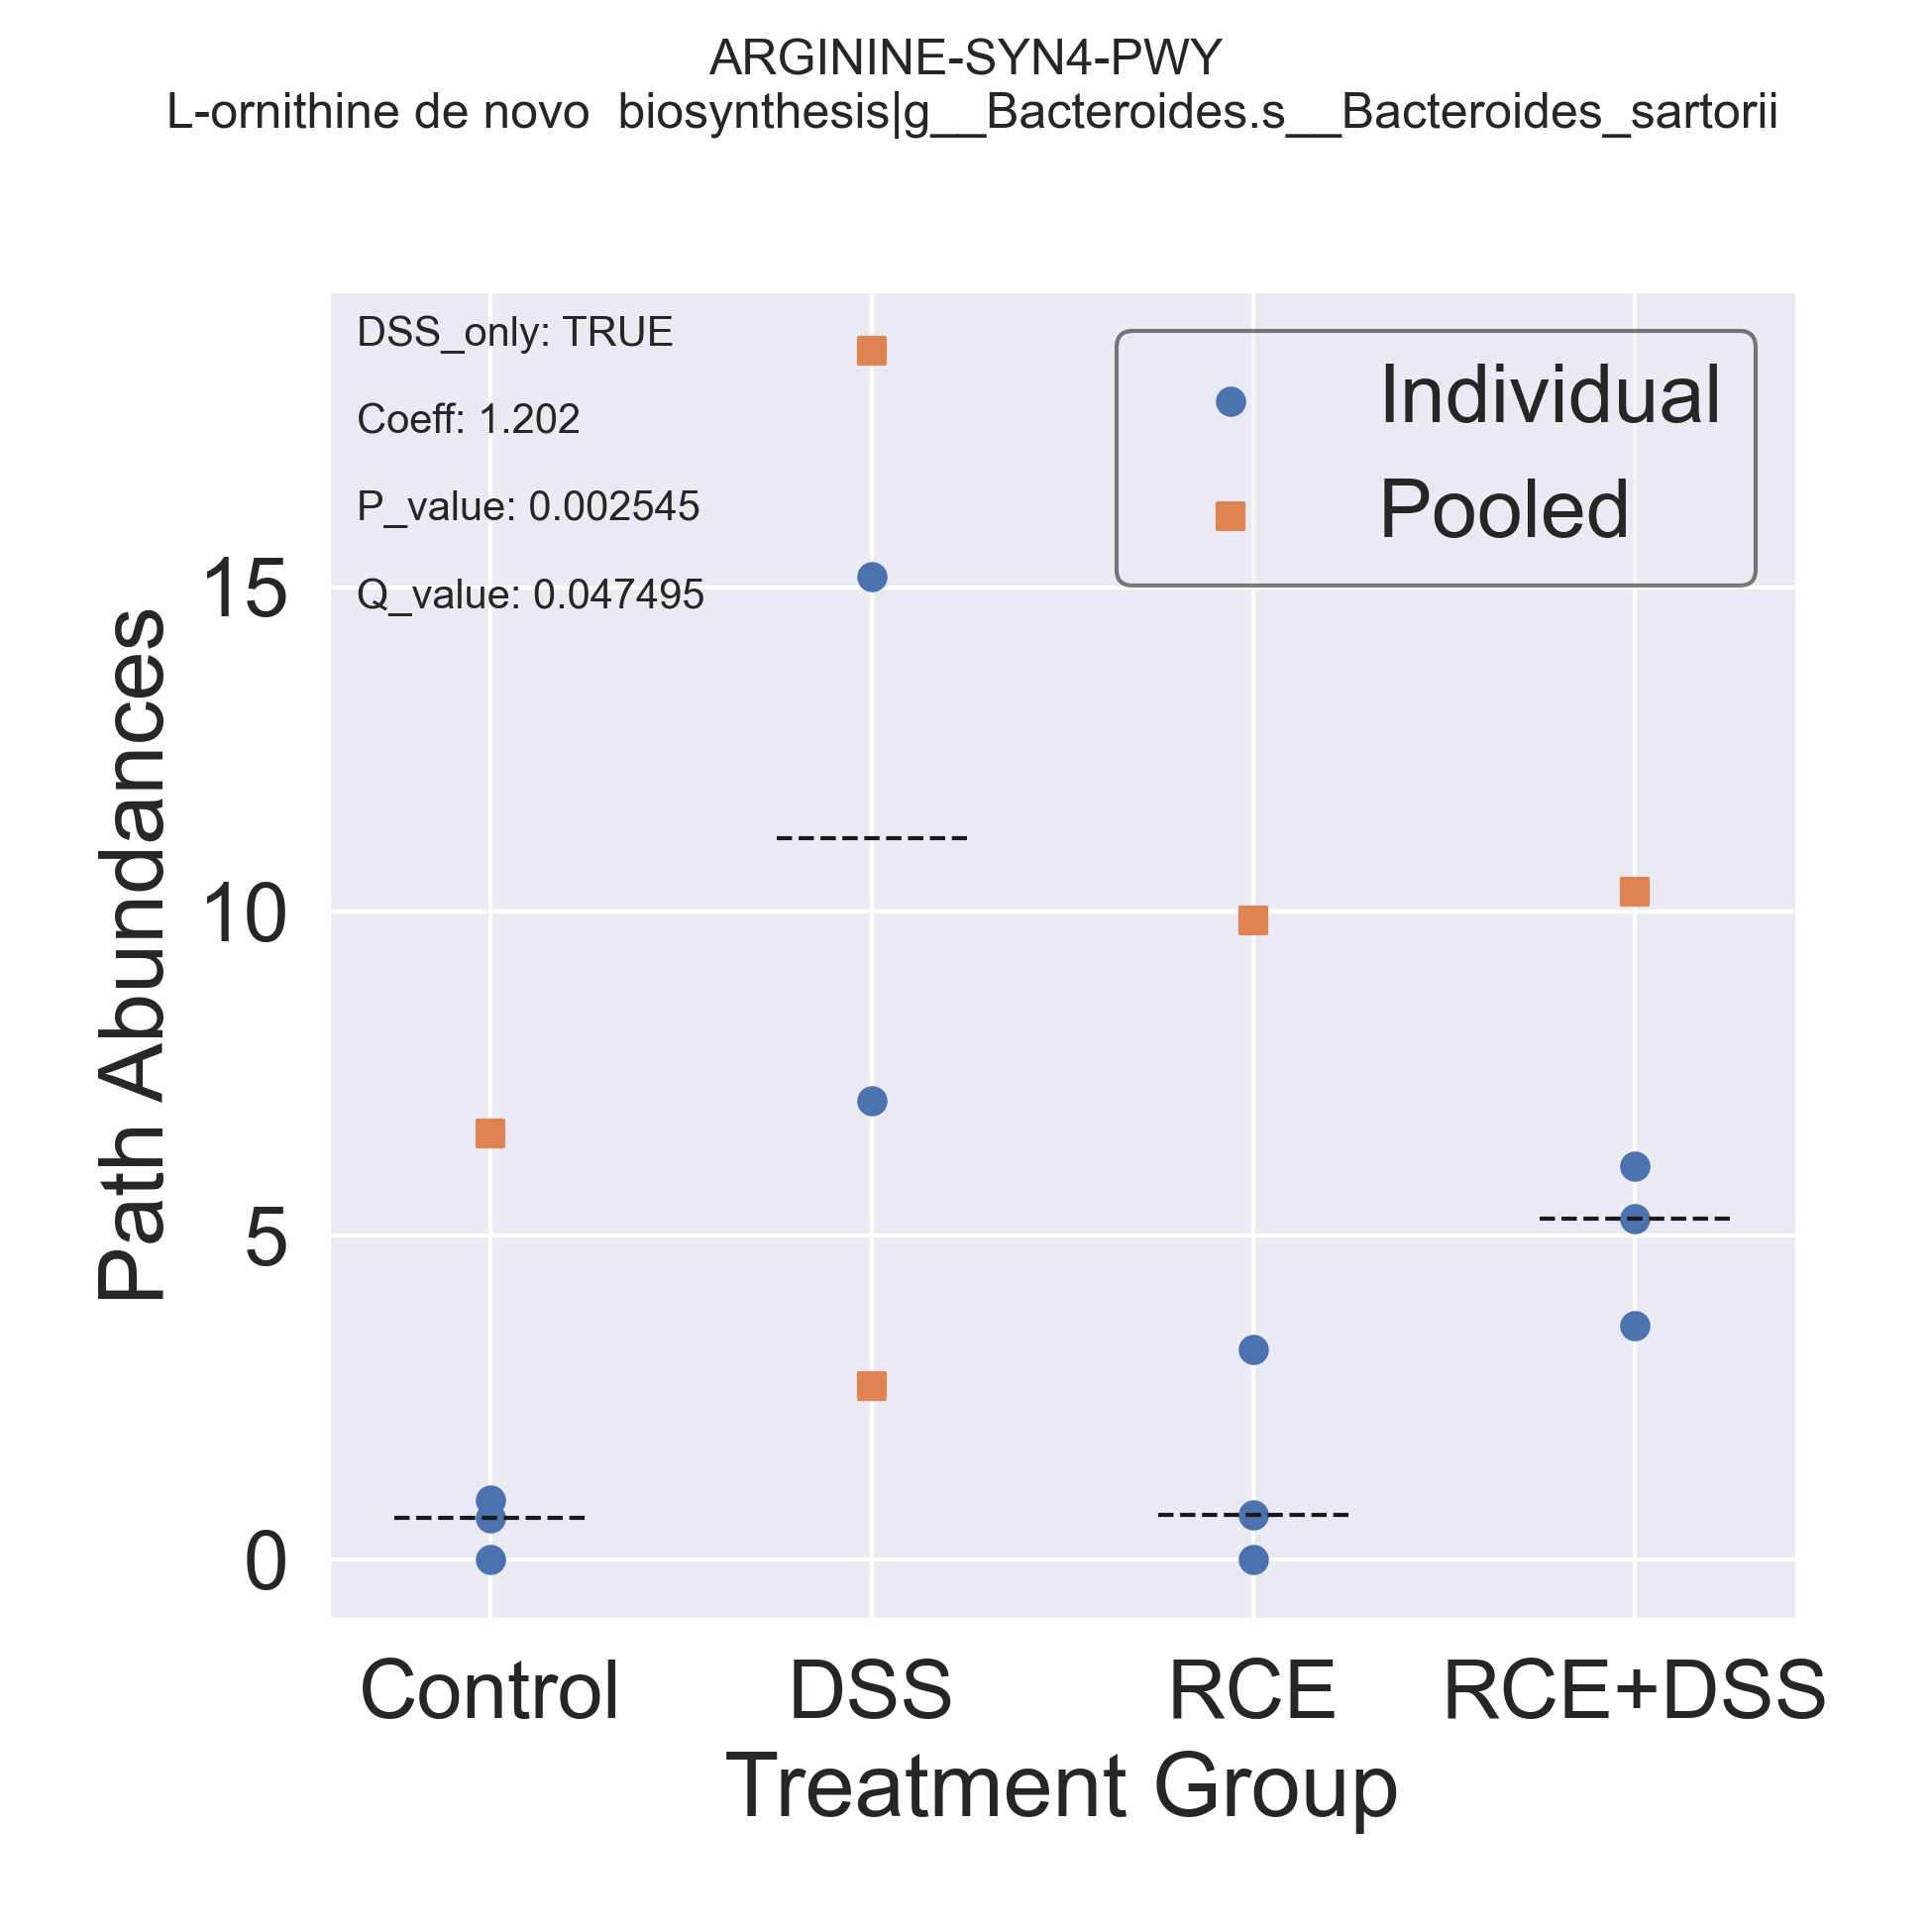 ARGININE-SYN4-PWY
L-ornithine de novo  biosynthesis|g__Bacteroides.s__Bacteroides_sartorii
DSS_only: TRUE
Coeff: 1.202
P_value: 0.002545
Q_value: 0.047495
Individual
Pooled
Path Abundances
15
10
5
0
Control
DSS
RCE
RCE+DSS
Treatment Group